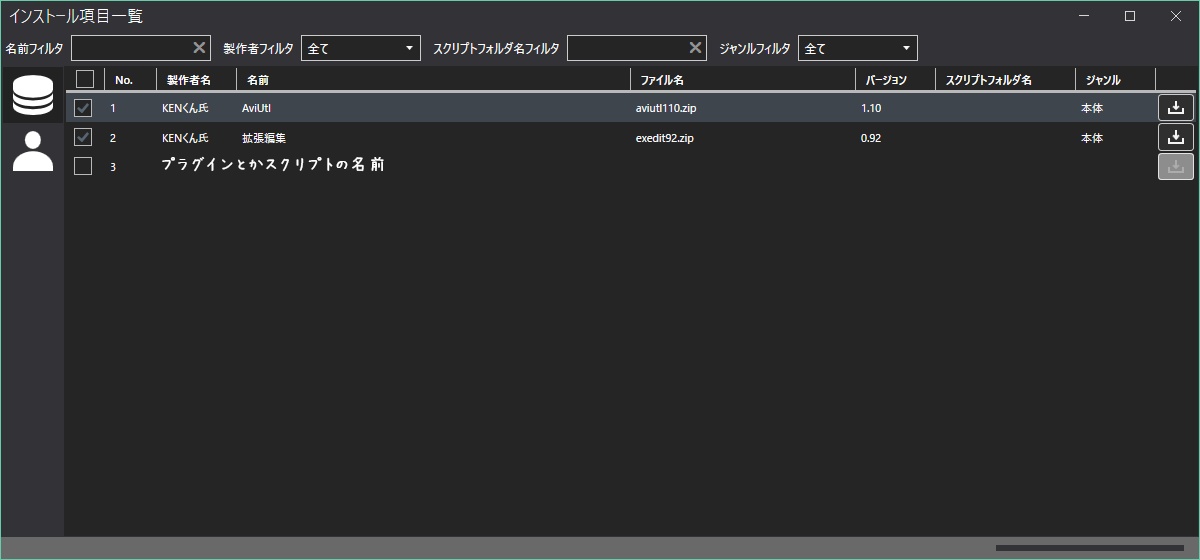 インストール項目一覧
名前フィルタ 製作者フィルタ 全て スクリプトフォルダ名フィルタ ジャンルフィルタ 全て
No. 製作者名 名前 ファイル名 バージョン スクリプトフォルダ名 ジャンル
1 KENくん氏 AviUtl aviutl110.zip 1.10 本体
2 KENくん氏 拡張編集 exedit92.zip 0.92 本体
3 プラグインとかスクリプトの名前